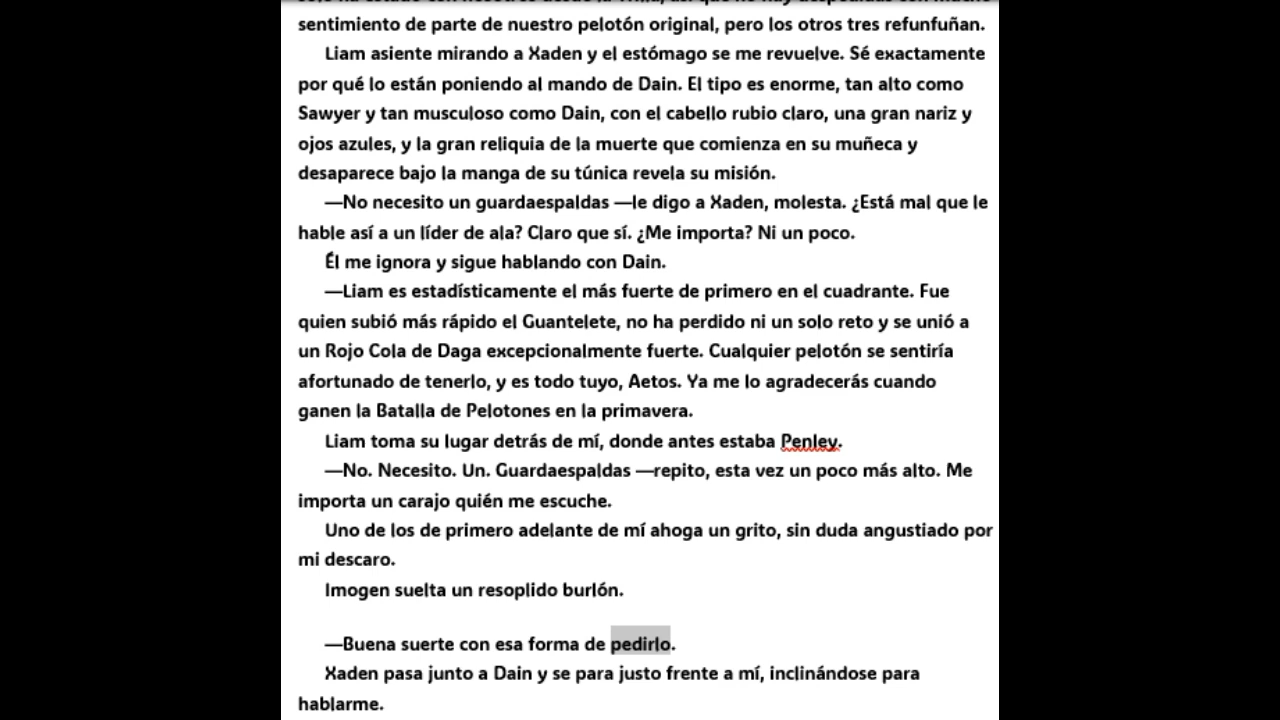 sentimiento de parte de nuestro pelotón original, pero los otros tres refunfuñan.
Liam asiente mirando a Xaden y el estómago se me revuelve. Sé exactamente
por qué lo están poniendo al mando de Dain. El tipo es enorme, tan alto como
Sawyer y tan musculoso como Dain, con el cabello rubio claro, una gran nariz y
ojos azules, y la gran reliquia de la muerte que comienza en su muñeca y
desaparece bajo la manga de su túnica revela su misión.
—No necesito un guardaespaldas —le digo a Xaden, molesta. ¿Está mal que le
hable así a un líder de ala? Claro que sí. ¿Me importa? Ni un poco.
Él me ignora y sigue hablando con Dain.
—Liam es estadísticamente el más fuerte de primero en el cuadrante. Fue
quien subió más rápido el Guantelete, no ha perdido ni un solo reto y se unió a
un Rojo Cola de Daga excepcionalmente fuerte. Cualquier pelotón se sentiría
afortunado de tenerlo, y es todo tuyo, Aetos. Ya me lo agradecerás cuando
ganen la Batalla de Pelotones en la primavera.
Liam toma su lugar detrás de mí, donde antes estaba Penley.
—No. Necesito. Un. Guardaespaldas —repito, esta vez un poco más alto. Me
importa un carajo quién me escuche.
Uno de los de primero adelante de mí ahoga un grito, sin duda angustiado por
mi descaro.
Imogen suelta un resoplido burlón.
—Buena suerte con esa forma de pedirlo.
Xaden pasa junto a Dain y se para justo frente a mí, inclinándose para
hablarme.